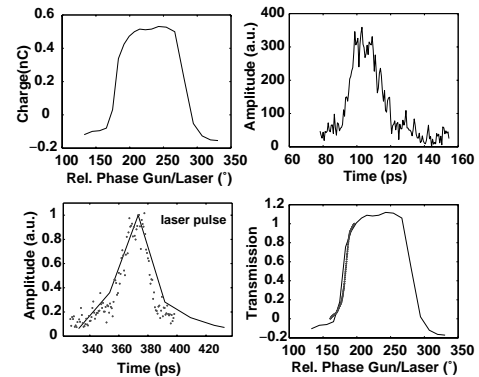 0.6
0.4
0.2
0
−0.2
Charge(nC)
100 150 200 250 300 350
Rel. Phase Gun/Laser (°)
400
300
200
100
0
Amplitude (a.u.)
60 80 100 120 140 160
Time (ps)
1
0.8
0.6
0.4
0.2
0
Amplitude (a.u.)
laser pulse
340 360 380 400 420
Time (ps)
1.2
1
0.8
0.6
0.4
0.2
0
−0.2
Transmission
100 150 200 250 300 350
Rel. Phase Gun/Laser (°)